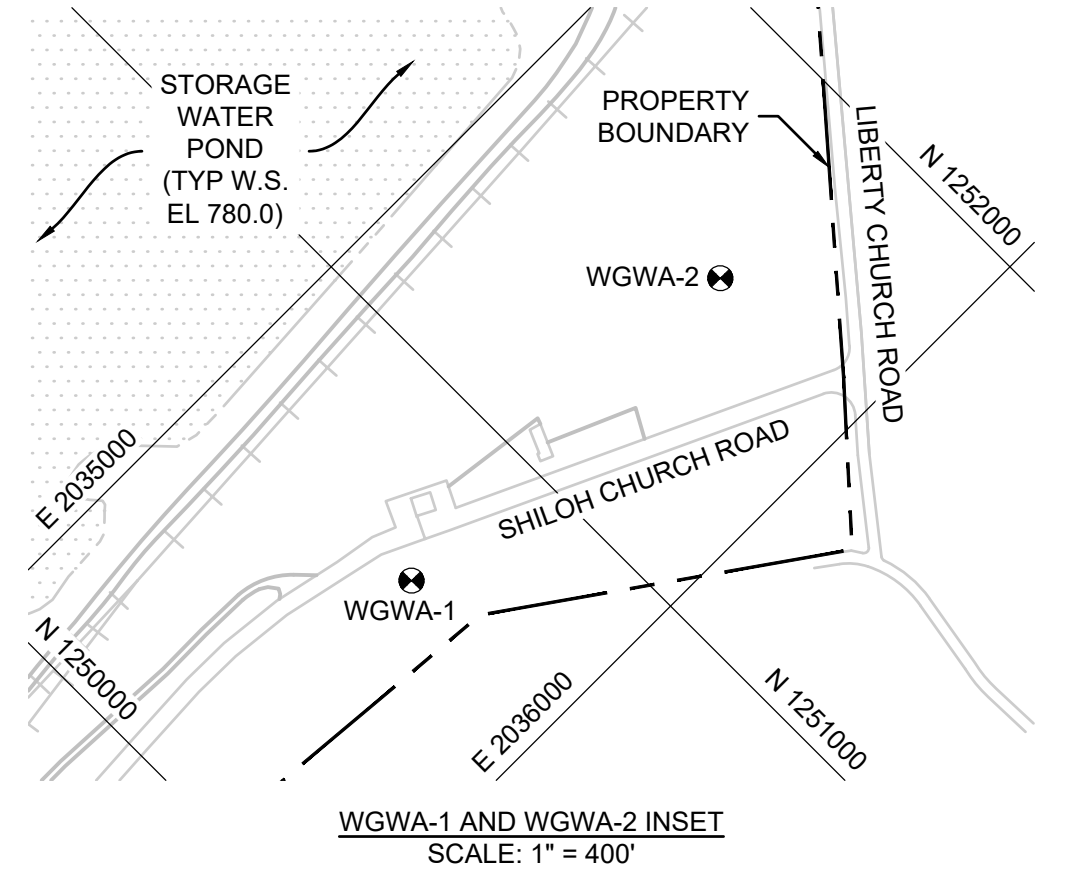 STORAGE
WATER
POND
(TYP W.S.
EL 780.0)
PROPERTY
BOUNDARY
LIBERTY CHURCH ROAD
N 1252000
WGWA-2
E 2035000
SHILOH CHURCH ROAD
WGWA-1
N 1250000
E 2036000
N 1251000
WGWA-1 AND WGWA-2 INSET
SCALE: 1" = 400'